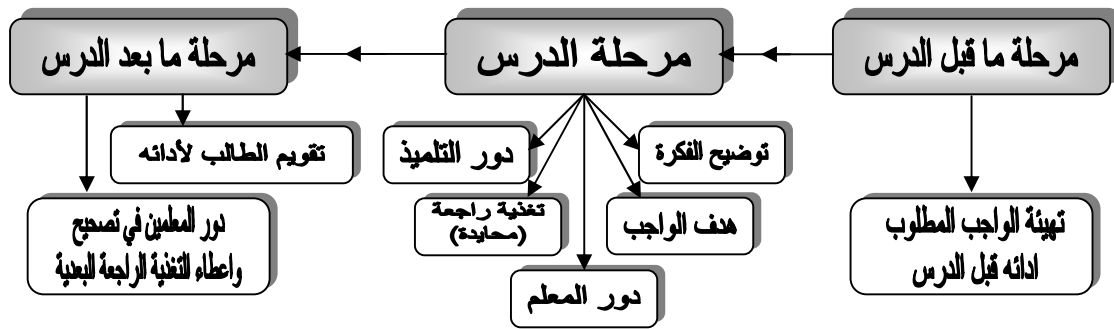 مرحلة ما قبل الدرس
مرحلة الدرس
مرحلة ما بعد الدرس
تهيئة الواجب المطلوب
ادائه قبل الدرس
توضيح الفكرة
هدف الواجب
دور المعلم
تغذية راجعة
(محايدة)
دور التلميذ
تقويم الطالب لأدائه
دور المعلمين في تصحيح
واعطاء التغذية الراجعة البعدية